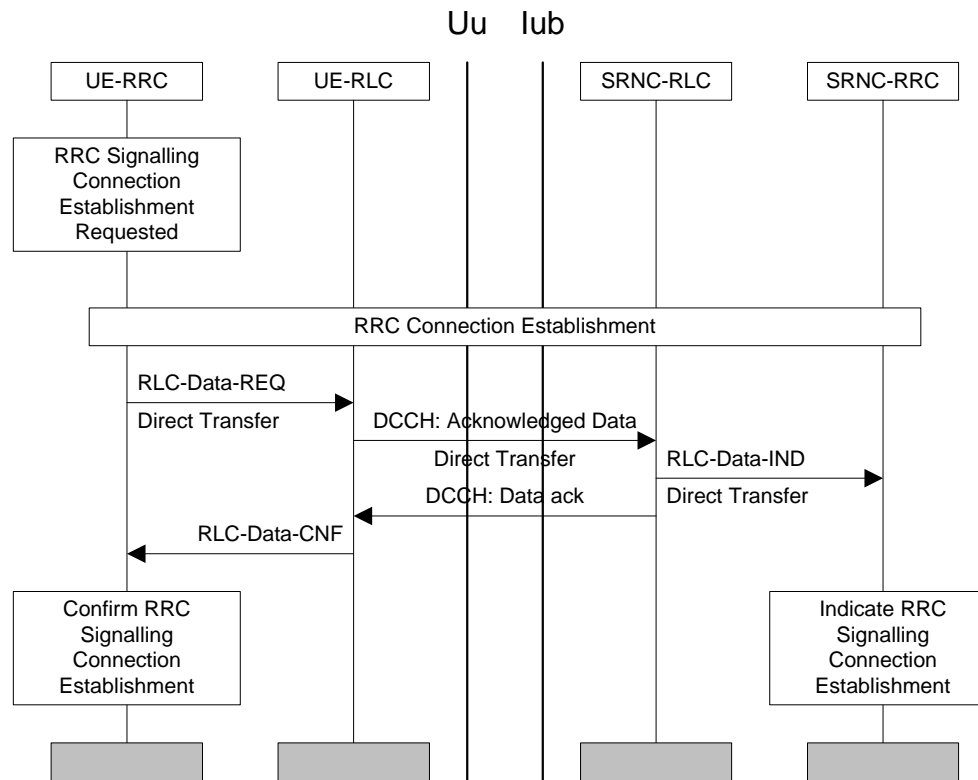 Uu Iub
UE-RRC UE-RLC SRNC-RLC SRNC-RRC
RRC Signalling
Connection
Establishment
Requested
RRC Connection Establishment
RLC-Data-REQ
Direct Transfer
DCCH: Acknowledged Data
Direct Transfer
RLC-Data-IND
Direct Transfer
DCCH: Data ack
RLC-Data-CNF
Confirm RRC
Signalling
Connection
Establishment
Indicate RRC
Signalling
Connection
Establishment